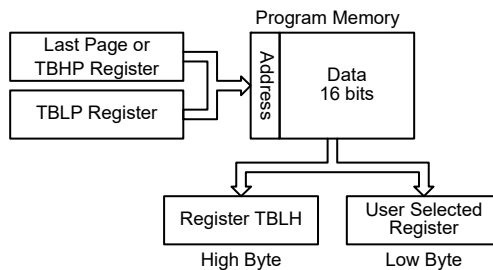 Program Memory
Last Page or
TBHP Register
TBLP Register
Address
Data
16 bits
Register TBLH
User Selected
Register
High Byte
Low Byte